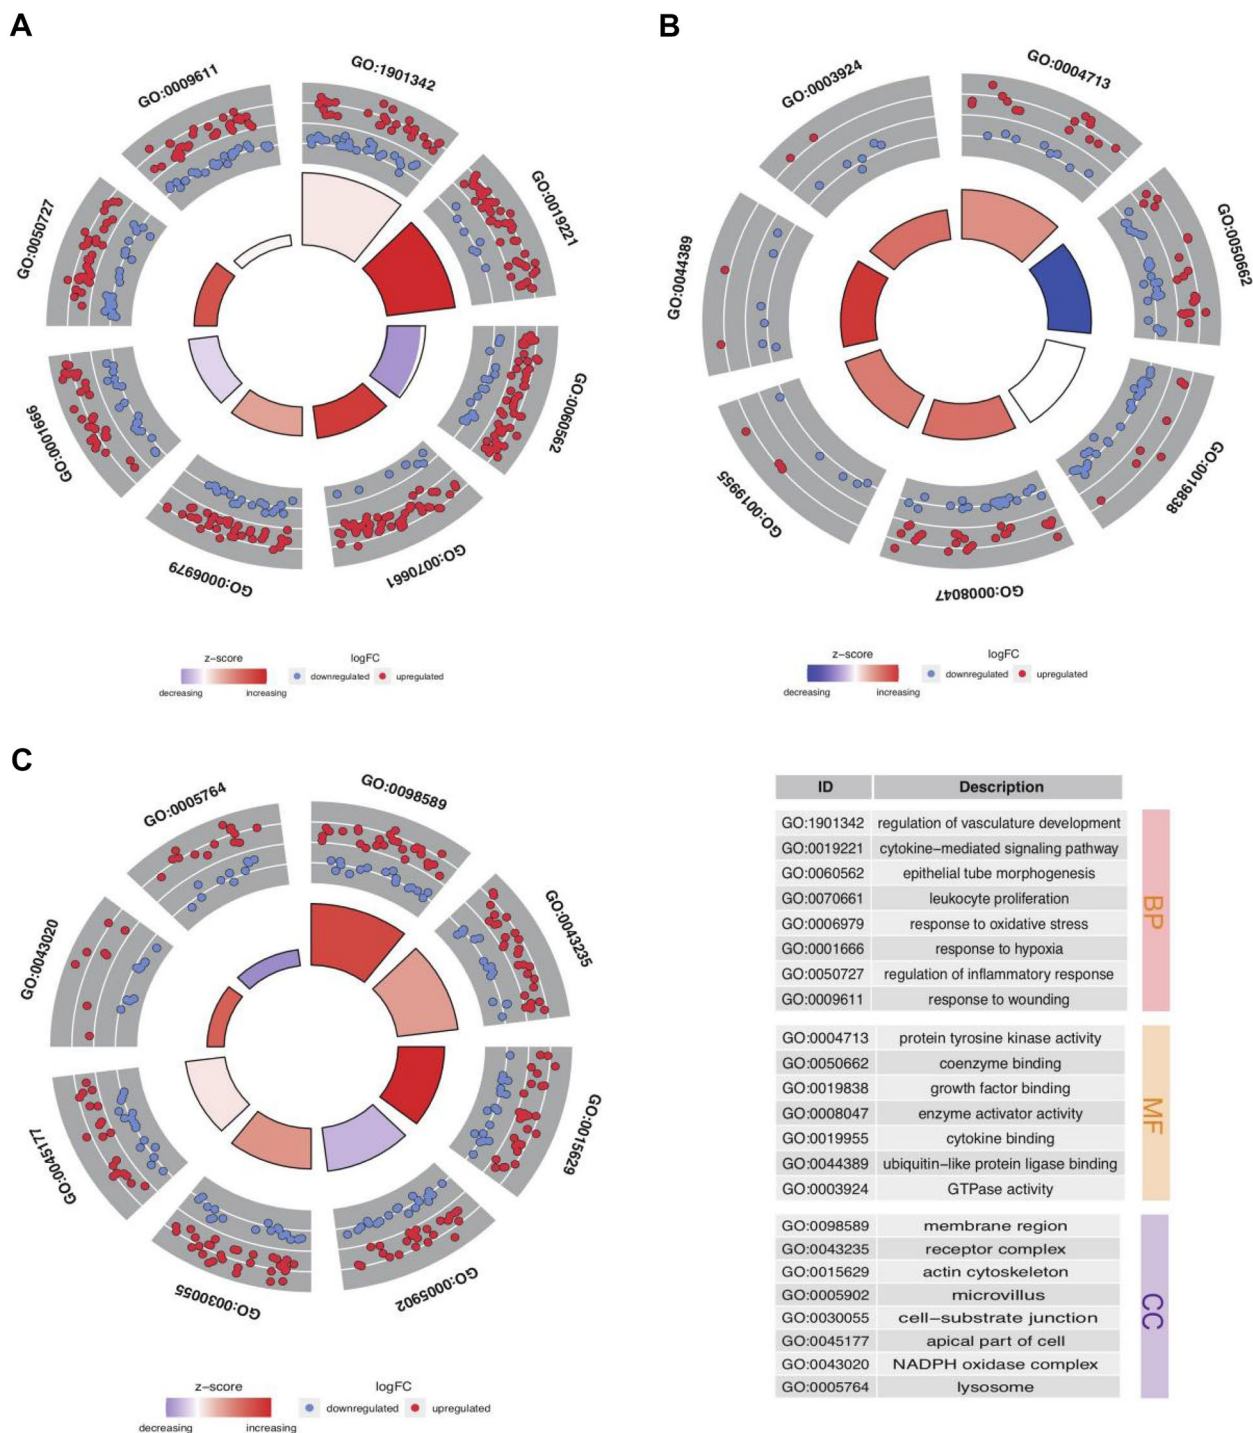 A
GO:1901342
GO:0019221
GO:0060562
GO:0070661
GO:0006979
GO:0001666
GO:0050727
GO:0009611
z−score
logFC
downregulated
upregulated
decreasing
increasing
B
GO:0004713
GO:0050662
GO:0019838
GO:0008047
GO:0019955
GO:0044389
GO:0003924
z−score
logFC
downregulated
upregulated
decreasing
increasing
C
GO:0098589
GO:0043235
GO:0015629
GO:0005902
GO:0030055
GO:0045177
GO:0043020
GO:0005764
z−score
logFC
downregulated
upregulated
decreasing
increasing
ID Description
GO:1901342 regulation of vasculature development
GO:0019221 cytokine−mediated signaling pathway
GO:0060562 epithelial tube morphogenesis
GO:0070661 leukocyte proliferation
GO:0006979 response to oxidative stress
GO:0001666 response to hypoxia
GO:0050727 regulation of inflammatory response
GO:0009611 response to wounding
BP
GO:0004713 protein tyrosine kinase activity
GO:0050662 coenzyme binding
GO:0019838 growth factor binding
GO:0008047 enzyme activator activity
GO:0019955 cytokine binding
GO:0044389 ubiquitin−like protein ligase binding
GO:0003924 GTPase activity
MF
GO:0098589 membrane region
GO:0043235 receptor complex
GO:0015629 actin cytoskeleton
GO:0005902 microvillus
GO:0030055 cell−substrate junction
GO:0045177 apical part of cell
GO:0043020 NADPH oxidase complex
GO:0005764 lysosome
CC